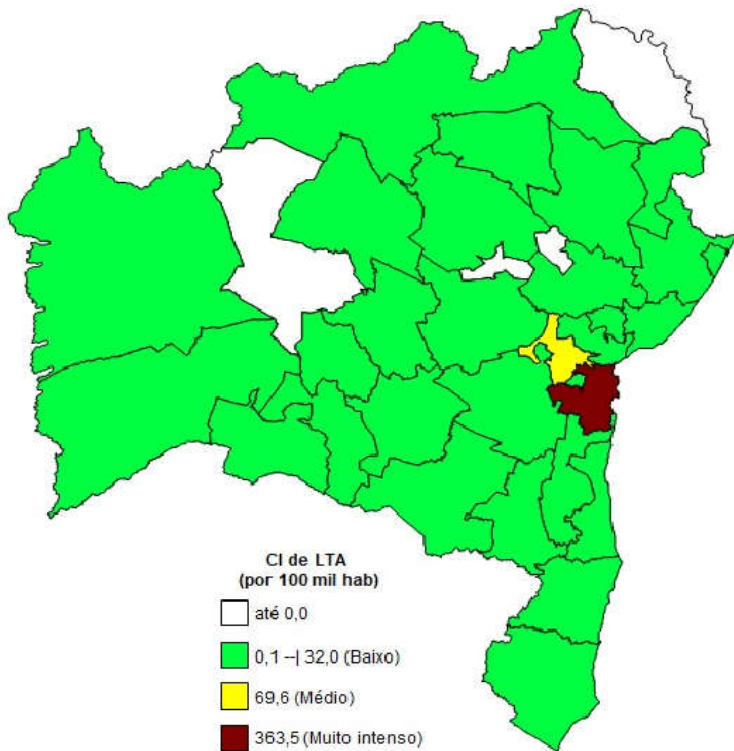 CI de LTA
(por 100 mil hab)
até 0,0
0,1 --| 32,0 (Baixo)
69,6 (Médio)
363,5 (Muito intenso)